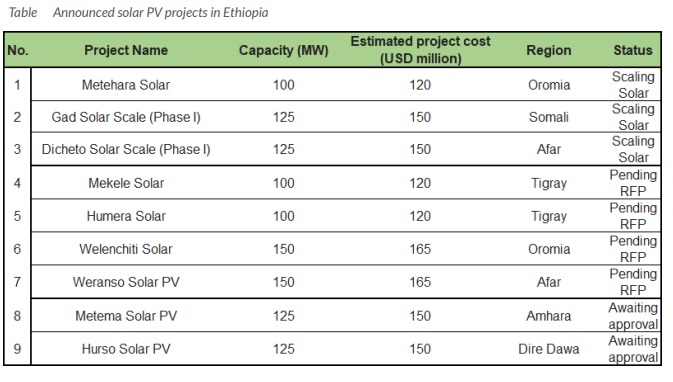 Table Announced solar PV projects in Ethiopia
No. Project Name Capacity (MW) Estimated project cost (USD million) Region Status
1 Metehara Solar 100 120 Oromia Scaling Solar
2 Gad Solar Scale (Phase I) 125 150 Somali Scaling Solar
3 Dicheto Solar Scale (Phase I) 125 150 Afar Scaling Solar
4 Mekele Solar 100 120 Tigray Pending RFP
5 Humera Solar 100 120 Tigray Pending RFP
6 Welenchiti Solar 150 165 Oromia Pending RFP
7 Weranso Solar PV 150 165 Afar Pending RFP
8 Metema Solar PV 125 150 Amhara Awaiting approval
9 Hurso Solar PV 125 150 Dire Dawa Awaiting approval